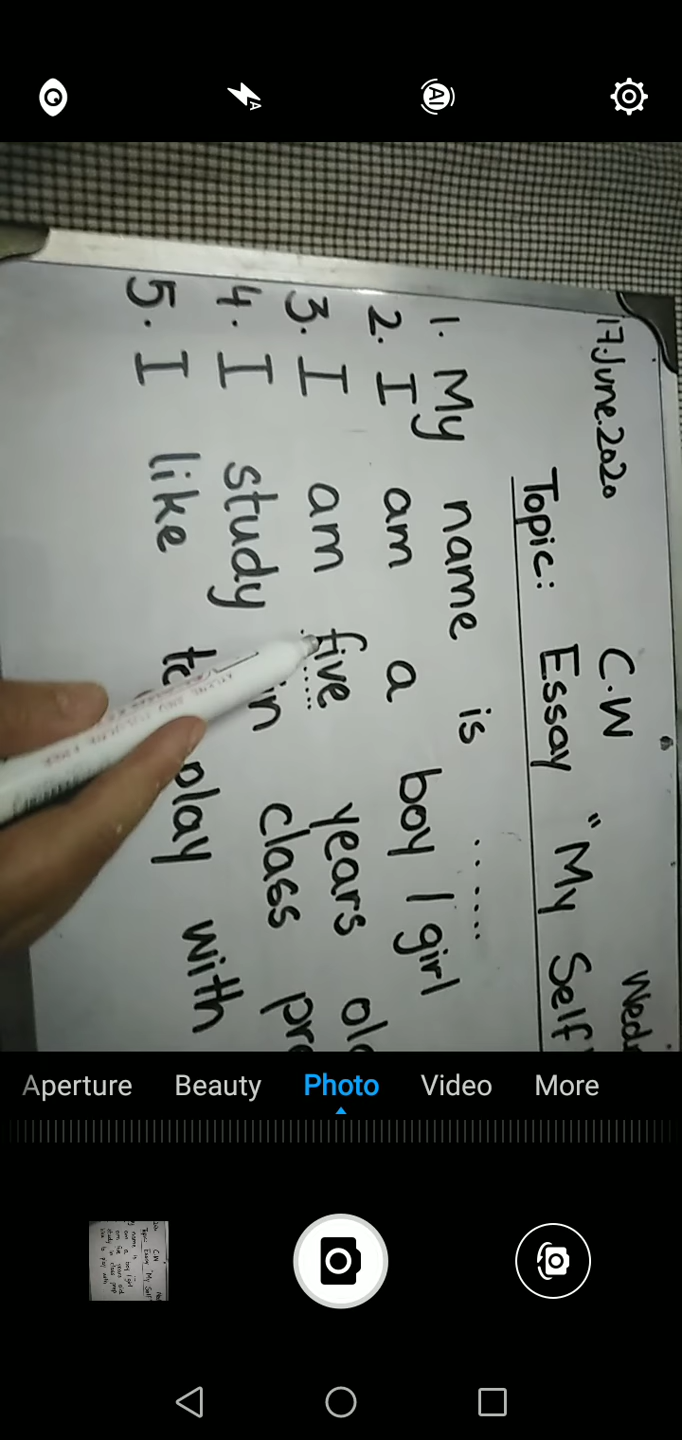 17.June.2020 C.W
Topic: Essay "My Self"
1. My name is ......
2. I am a boy / girl
3. I am five years
4. I study in class
5. I like play with
Aperture Beauty Photo Video More